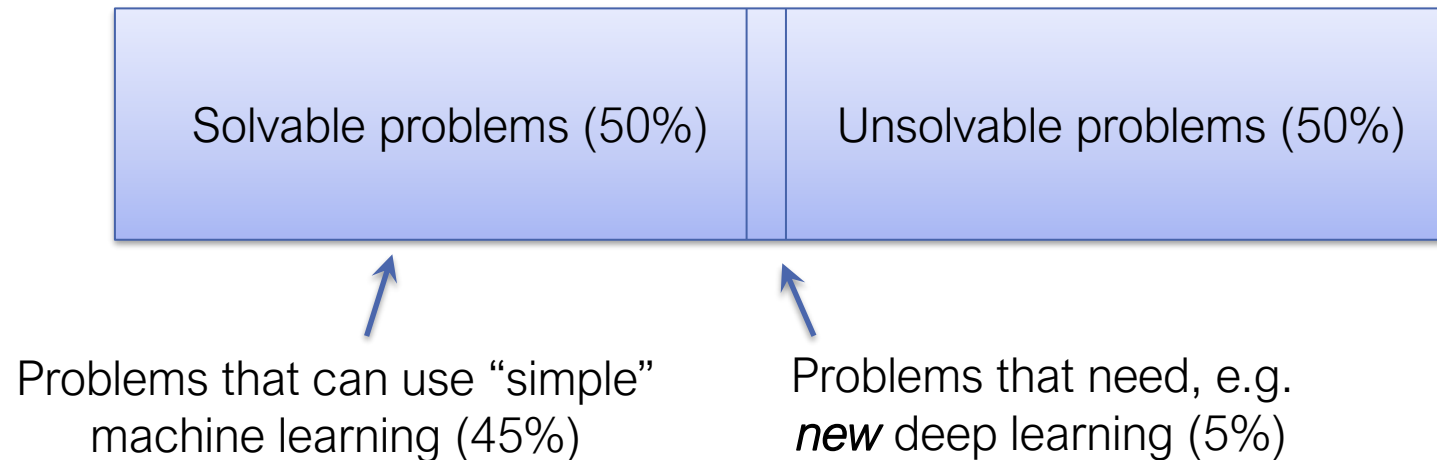 Solvable problems (50%)
Unsolvable problems (50%)
Problems that can use “simple”
machine learning (45%)
Problems that need, e.g.
new deep learning (5%)